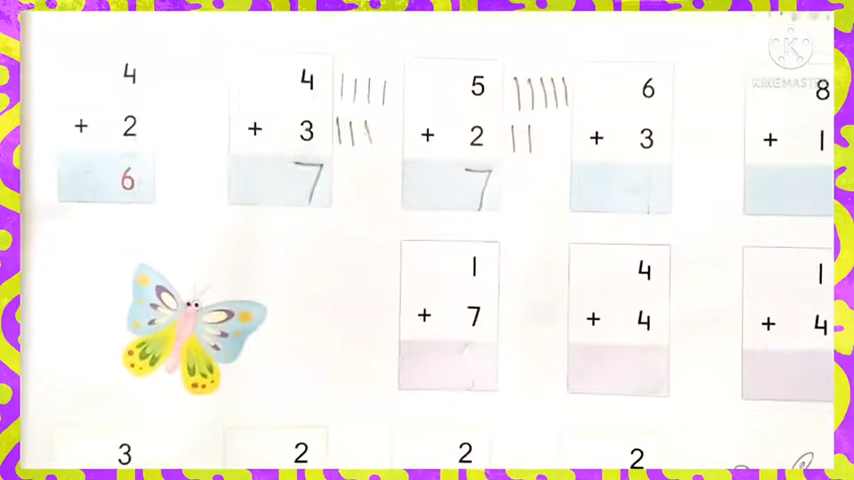 KINEMASTER
4 4 5 6 8
+ 2 + 3 + 2 + 3 + 1
6 7 7
1 4 1
+ 7 + 4 + 4
3 2 2 2